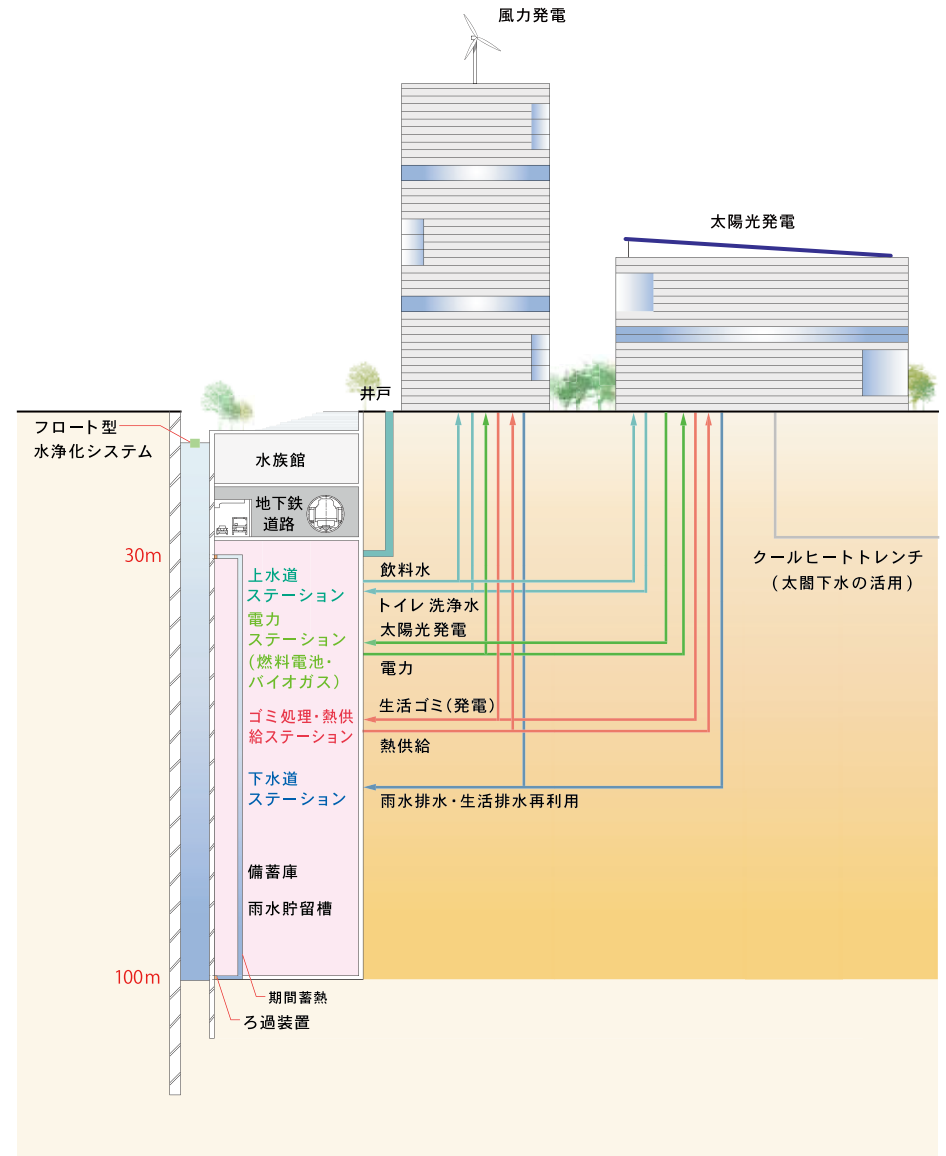 風力発電
太陽光発電
井戸
フロート型
水浄化システム
水族館
地下鉄
道路
30m
クールヒートトレンチ
(太閤下水の活用)
上水道
ステーション
電力
ステーション
(燃料電池・
バイオガス)
ゴミ処理・熱供
給ステーション
下水道
ステーション
備蓄庫
雨水貯留槽
飲料水
トイレ洗浄水
太陽光発電
電力
生活ゴミ(発電)
熱供給
雨水排水・生活排水再利用
100m
期間蓄熱
ろ過装置